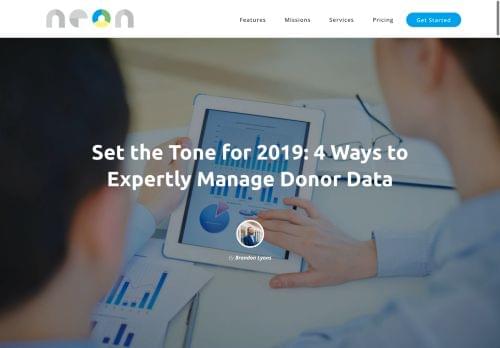 neon
Features Missions Services Pricing Get Started
Set the Tone for 2019: 4 Ways to
Expertly Manage Donor Data
By Brandon Lyons